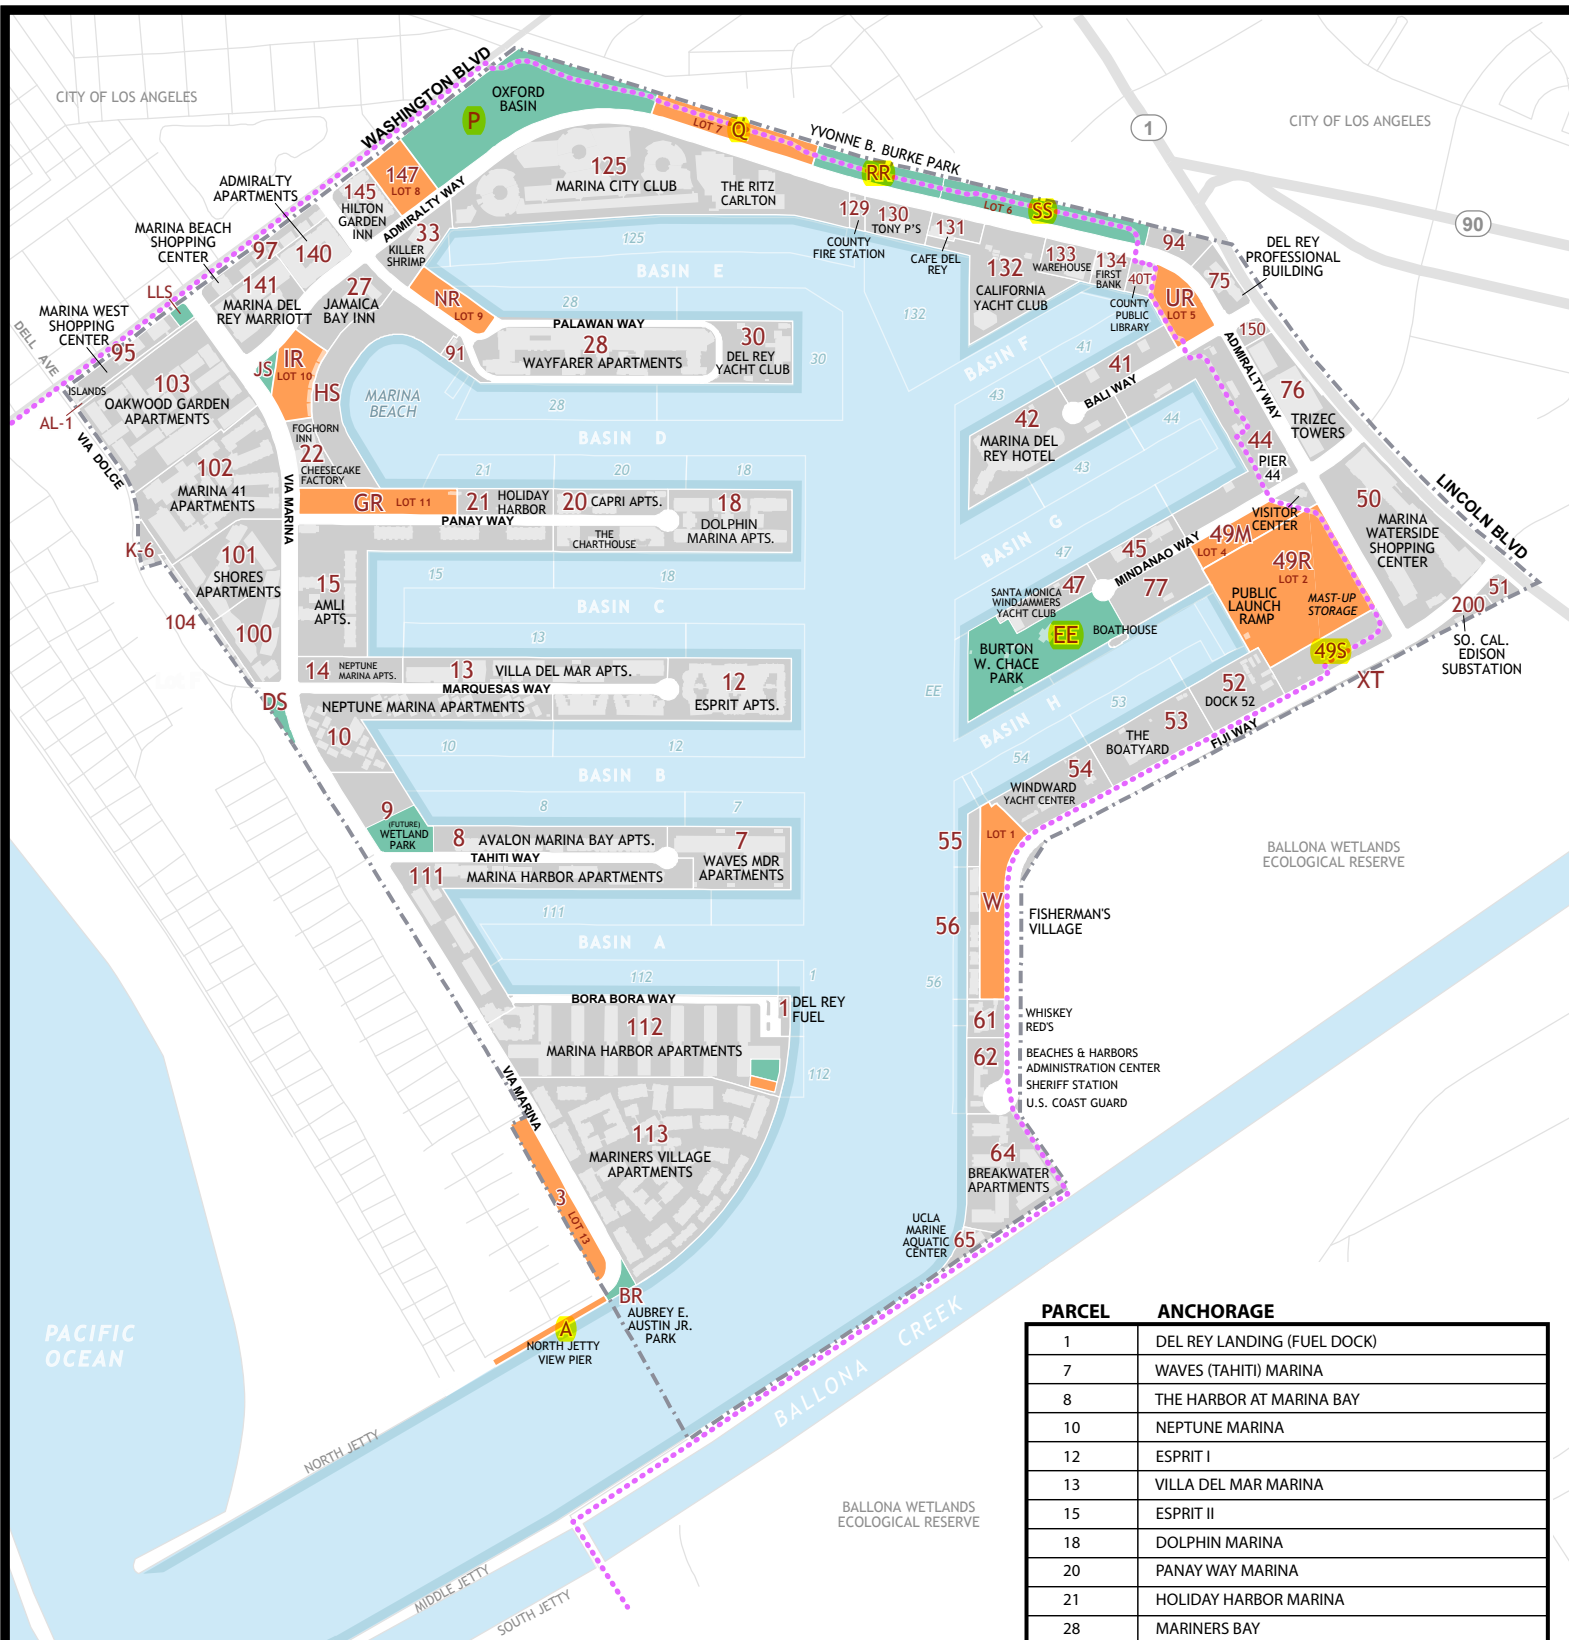 CITY OF LOS ANGELES
WASHINGTON BLVD
OXFORD
BASIN
P
LOT 7
Q
YVONNE B. BURKE PARK
1
CITY OF LOS ANGELES
90
ADMIRALTY
APARTMENTS
147
LOT 8
145
HILTON
GARDEN
INN
ADMIRALTY WAY
125
MARINA CITY CLUB
THE RITZ
CARLTON
RR
LOT 6
SS
MARINA BEACH
SHOPPING
CENTER
97
140
33
KILLER
SHRIMP
125
BASIN E
129
COUNTY
FIRE STATION
130
TONY P'S
131
CAFE DEL
REY
132
CALIFORNIA
YACHT CLUB
133
WAREHOUSE
134
FIRST
BANK
40T
COUNTY
PUBLIC
LIBRARY
94
75
DEL REY
PROFESSIONAL
BUILDING
UR
LOT 5
150
LLS
141
MARINA DEL
REY MARRIOTT
27
JAMAICA
BAY INN
NR
LOT 9
28
PALAWAN WAY
28
WAYFARER APARTMENTS
30
DEL REY
YACHT CLUB
30
132
BASIN F
41
41
BALI WAY
ADMIRALTY WAY
MARINA WEST
SHOPPING
CENTER
95
DELL AVE
ISLANDS
AL-1
103
OAKWOOD GARDEN
APARTMENTS
JS
IR
LOT 10
HS
91
MARINA
BEACH
28
BASIN D
43
42
MARINA DEL
REY HOTEL
44
43
76
TRIZEC
TOWERS
44
PIER
44
VIA DOLCE
102
MARINA 41
APARTMENTS
FOGHORN
INN
22
CHEESECAKE
FACTORY
21
20
18
VIA MARINA
GR
LOT 11
21
HOLIDAY
HARBOR
20
CAPRI APTS.
18
DOLPHIN
MARINA APTS.
PANAY WAY
THE
CHARTHOUSE
BASIN G
47
VISITOR
CENTER
50
MARINA
WATERSIDE
SHOPPING
CENTER
LINCOLN BLVD
K-6
101
SHORES
APARTMENTS
15
AMLI
APTS.
15
18
BASIN C
45
MINDANAO WAY
49M
LOT 4
49R
LOT 2
PUBLIC
LAUNCH
RAMP
MAST-UP
STORAGE
51
200
SO. CAL.
EDISON
SUBSTATION
104
100
13
SANTA MONICA
WINDJAMMERS
YACHT CLUB
47
77
EE
BOATHOUSE
BURTON
W. CHACE
PARK
49S
XT
14
NEPTUNE
MARINA APTS.
13
VILLA DEL MAR APTS.
12
ESPRIT APTS.
MARQUESAS WAY
NEPTUNE MARINA APARTMENTS
DS
10
EE
BASIN H
53
52
DOCK 52
53
THE
BOATYARD
FIJI WAY
10
12
BASIN B
54
54
WINDWARD
YACHT CENTER
9
(FUTURE)
WETLAND
PARK
8
7
8
AVALON MARINA BAY APTS.
7
WAVES MDR
APARTMENTS
TAHITI WAY
111
MARINA HARBOR APARTMENTS
55
LOT 1
W
BALLONA WETLANDS
ECOLOGICAL RESERVE
111
BASIN A
56
56
FISHERMAN'S
VILLAGE
112
1
BORA BORA WAY
112
MARINA HARBOR APARTMENTS
1
DEL REY
FUEL
61
WHISKEY
RED'S
62
BEACHES & HARBORS
ADMINISTRATION CENTER
SHERIFF STATION
U.S. COAST GUARD
112
VIA MARINA
113
MARINERS VILLAGE
APARTMENTS
64
BREAKWATER
APARTMENTS
3
LOT 13
UCLA
MARINE
AQUATIC
CENTER
65
BR
AUBREY E.
AUSTIN JR.
PARK
A
NORTH JETTY
VIEW PIER
PACIFIC
OCEAN
BALLONA CREEK
NORTH JETTY
MIDDLE JETTY
SOUTH JETTY
BALLONA WETLANDS
ECOLOGICAL RESERVE
PARCEL ANCHORAGE
1 DEL REY LANDING (FUEL DOCK)
7 WAVES (TAHITI) MARINA
8 THE HARBOR AT MARINA BAY
10 NEPTUNE MARINA
12 ESPRIT I
13 VILLA DEL MAR MARINA
15 ESPRIT II
18 DOLPHIN MARINA
20 PANAY WAY MARINA
21 HOLIDAY HARBOR MARINA
28 MARINERS BAY